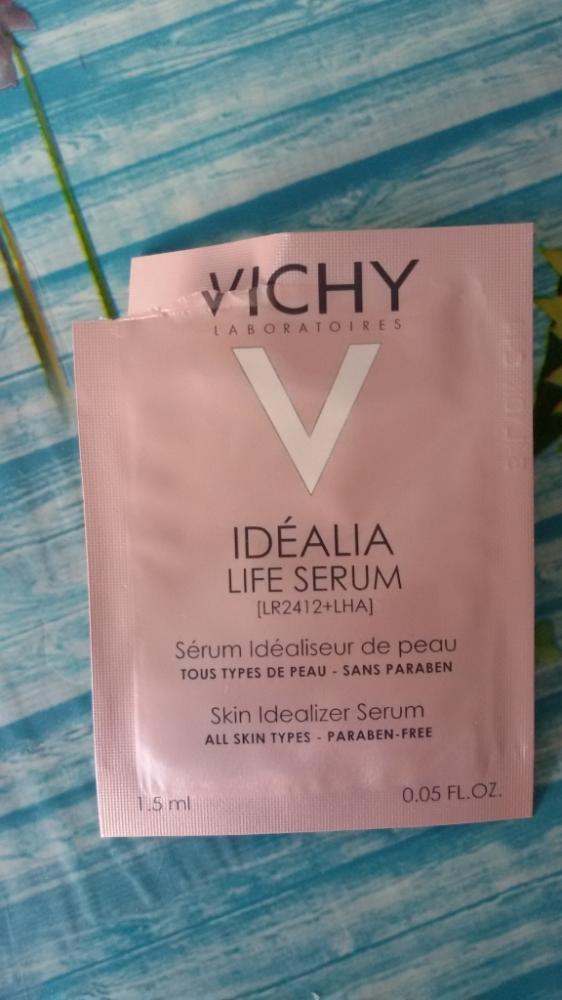 VICHY
LABORATOIRES
V
IDÉALIA
LIFE SERUM
[LR2412+LHA]
Sérum Idéaliseur de peau
TOUS TYPES DE PEAU - SANS PARABEN
Skin Idealizer Serum
ALL SKIN TYPES - PARABEN-FREE
1.5 ml
0.05 FL.OZ.